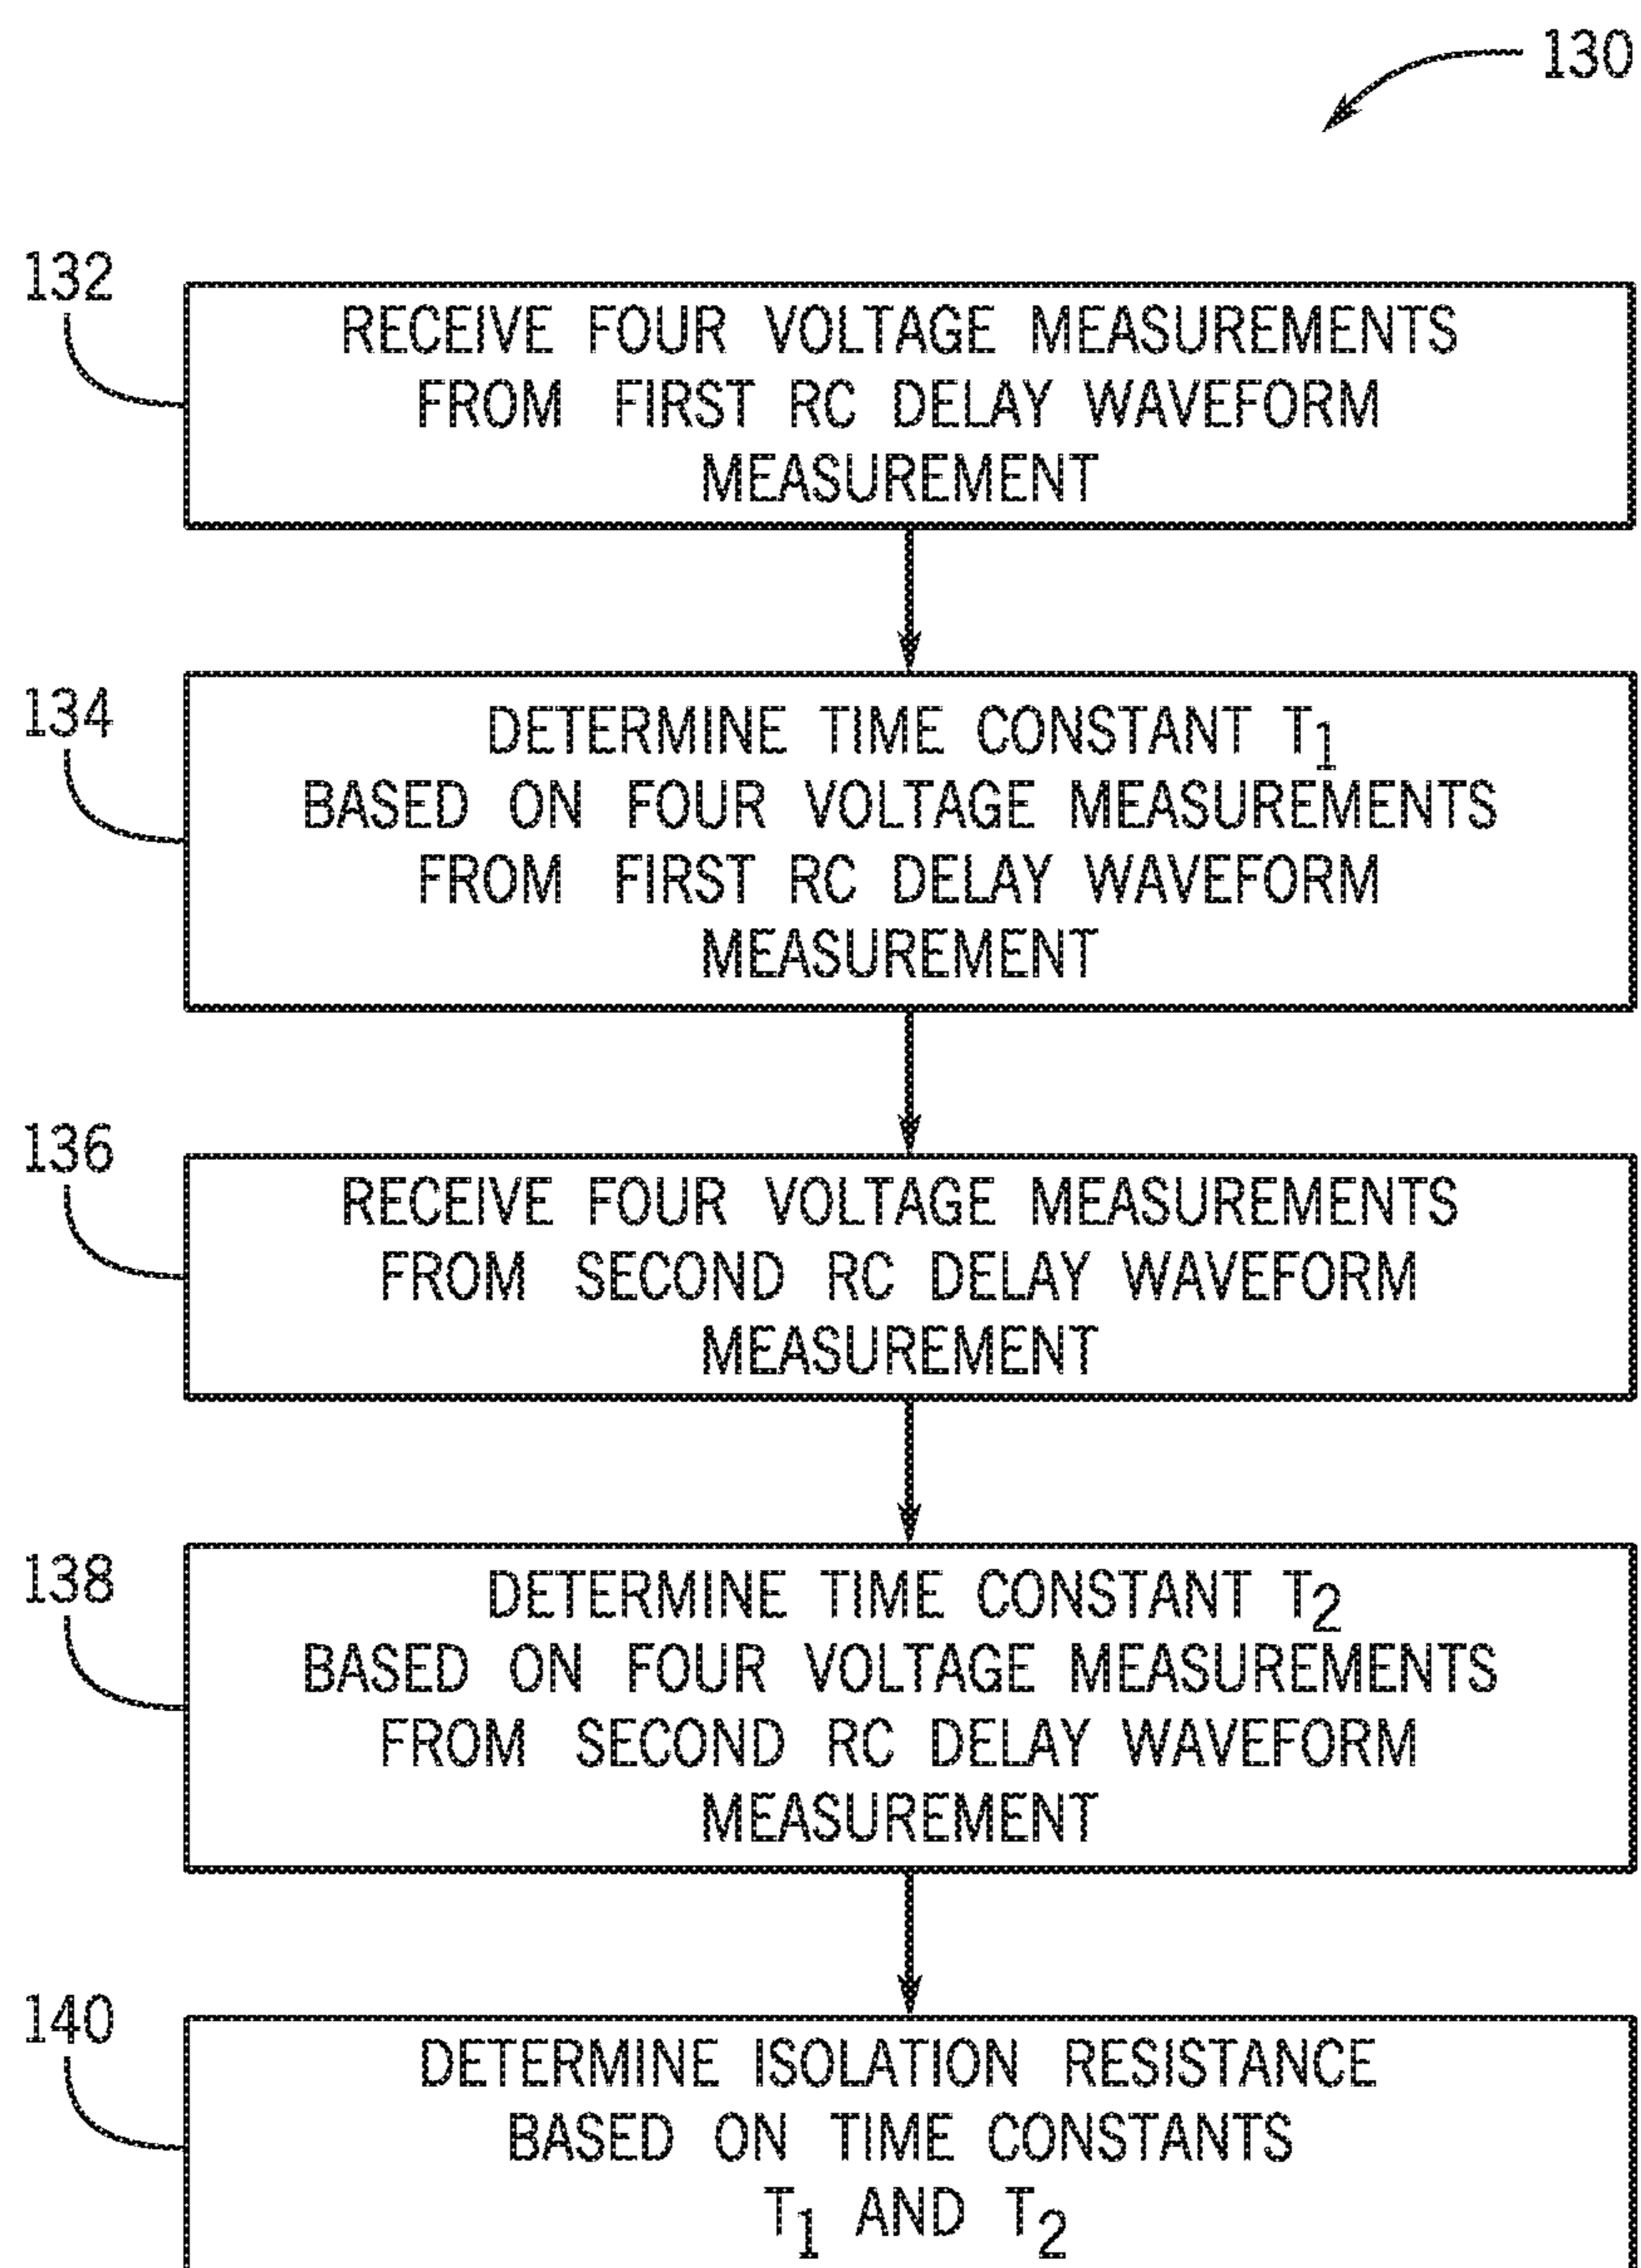 130
132
RECEIVE FOUR VOLTAGE MEASUREMENTS
FROM FIRST RC DELAY WAVEFORM
MEASUREMENT
134
DETERMINE TIME CONSTANT T1
BASED ON FOUR VOLTAGE MEASUREMENTS
FROM FIRST RC DELAY WAVEFORM
MEASUREMENT
136
RECEIVE FOUR VOLTAGE MEASUREMENTS
FROM SECOND RC DELAY WAVEFORM
MEASUREMENT
138
DETERMINE TIME CONSTANT T2
BASED ON FOUR VOLTAGE MEASUREMENTS
FROM SECOND RC DELAY WAVEFORM
MEASUREMENT
140
DETERMINE ISOLATION RESISTANCE
BASED ON TIME CONSTANTS
T1 AND T2